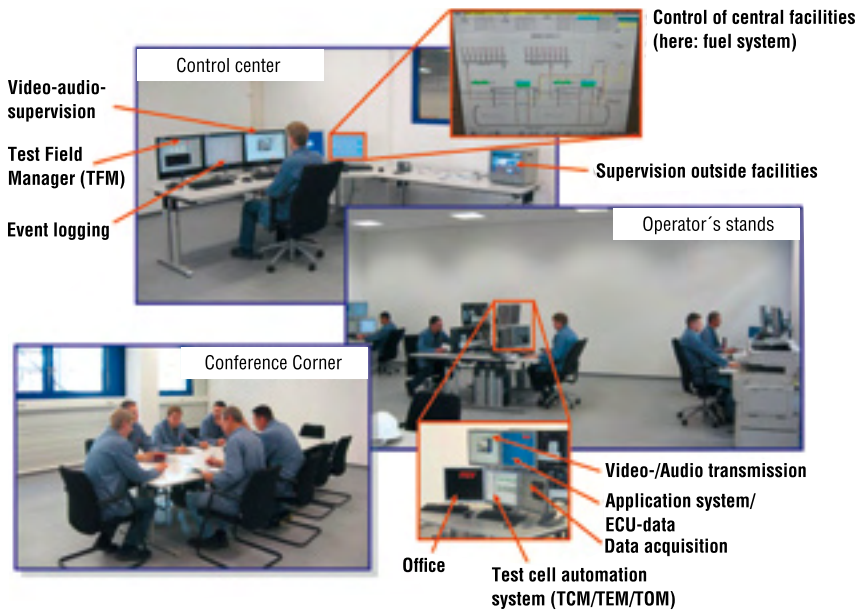 Control of central facilities
(here: fuel system)
Control center
Video-audio-
supervision
Test Field
Manager (TFM)
Supervision outside facilities
Event logging
Operator´s stands
Conference Corner
Video-/Audio transmission
Application system/
ECU-data
Data acquisition
Office
Test cell automation
system (TCM/TEM/TOM)